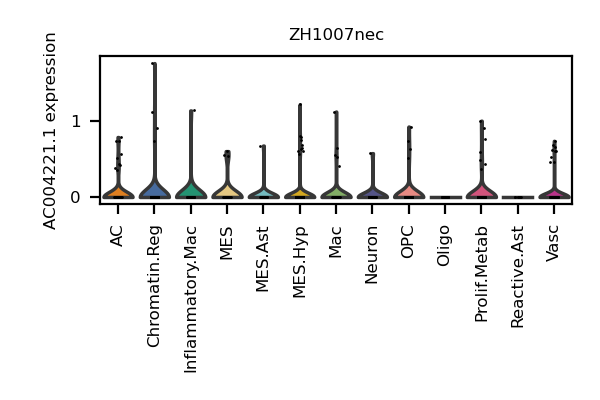 ZH1007nec
AC004221.1 expression
1
0
AC
Chromatin.Reg
Inflammatory.Mac
MES
MES.Ast
MES.Hyp
Mac
Neuron
OPC
Oligo
Prolif.Metab
Reactive.Ast
Vasc